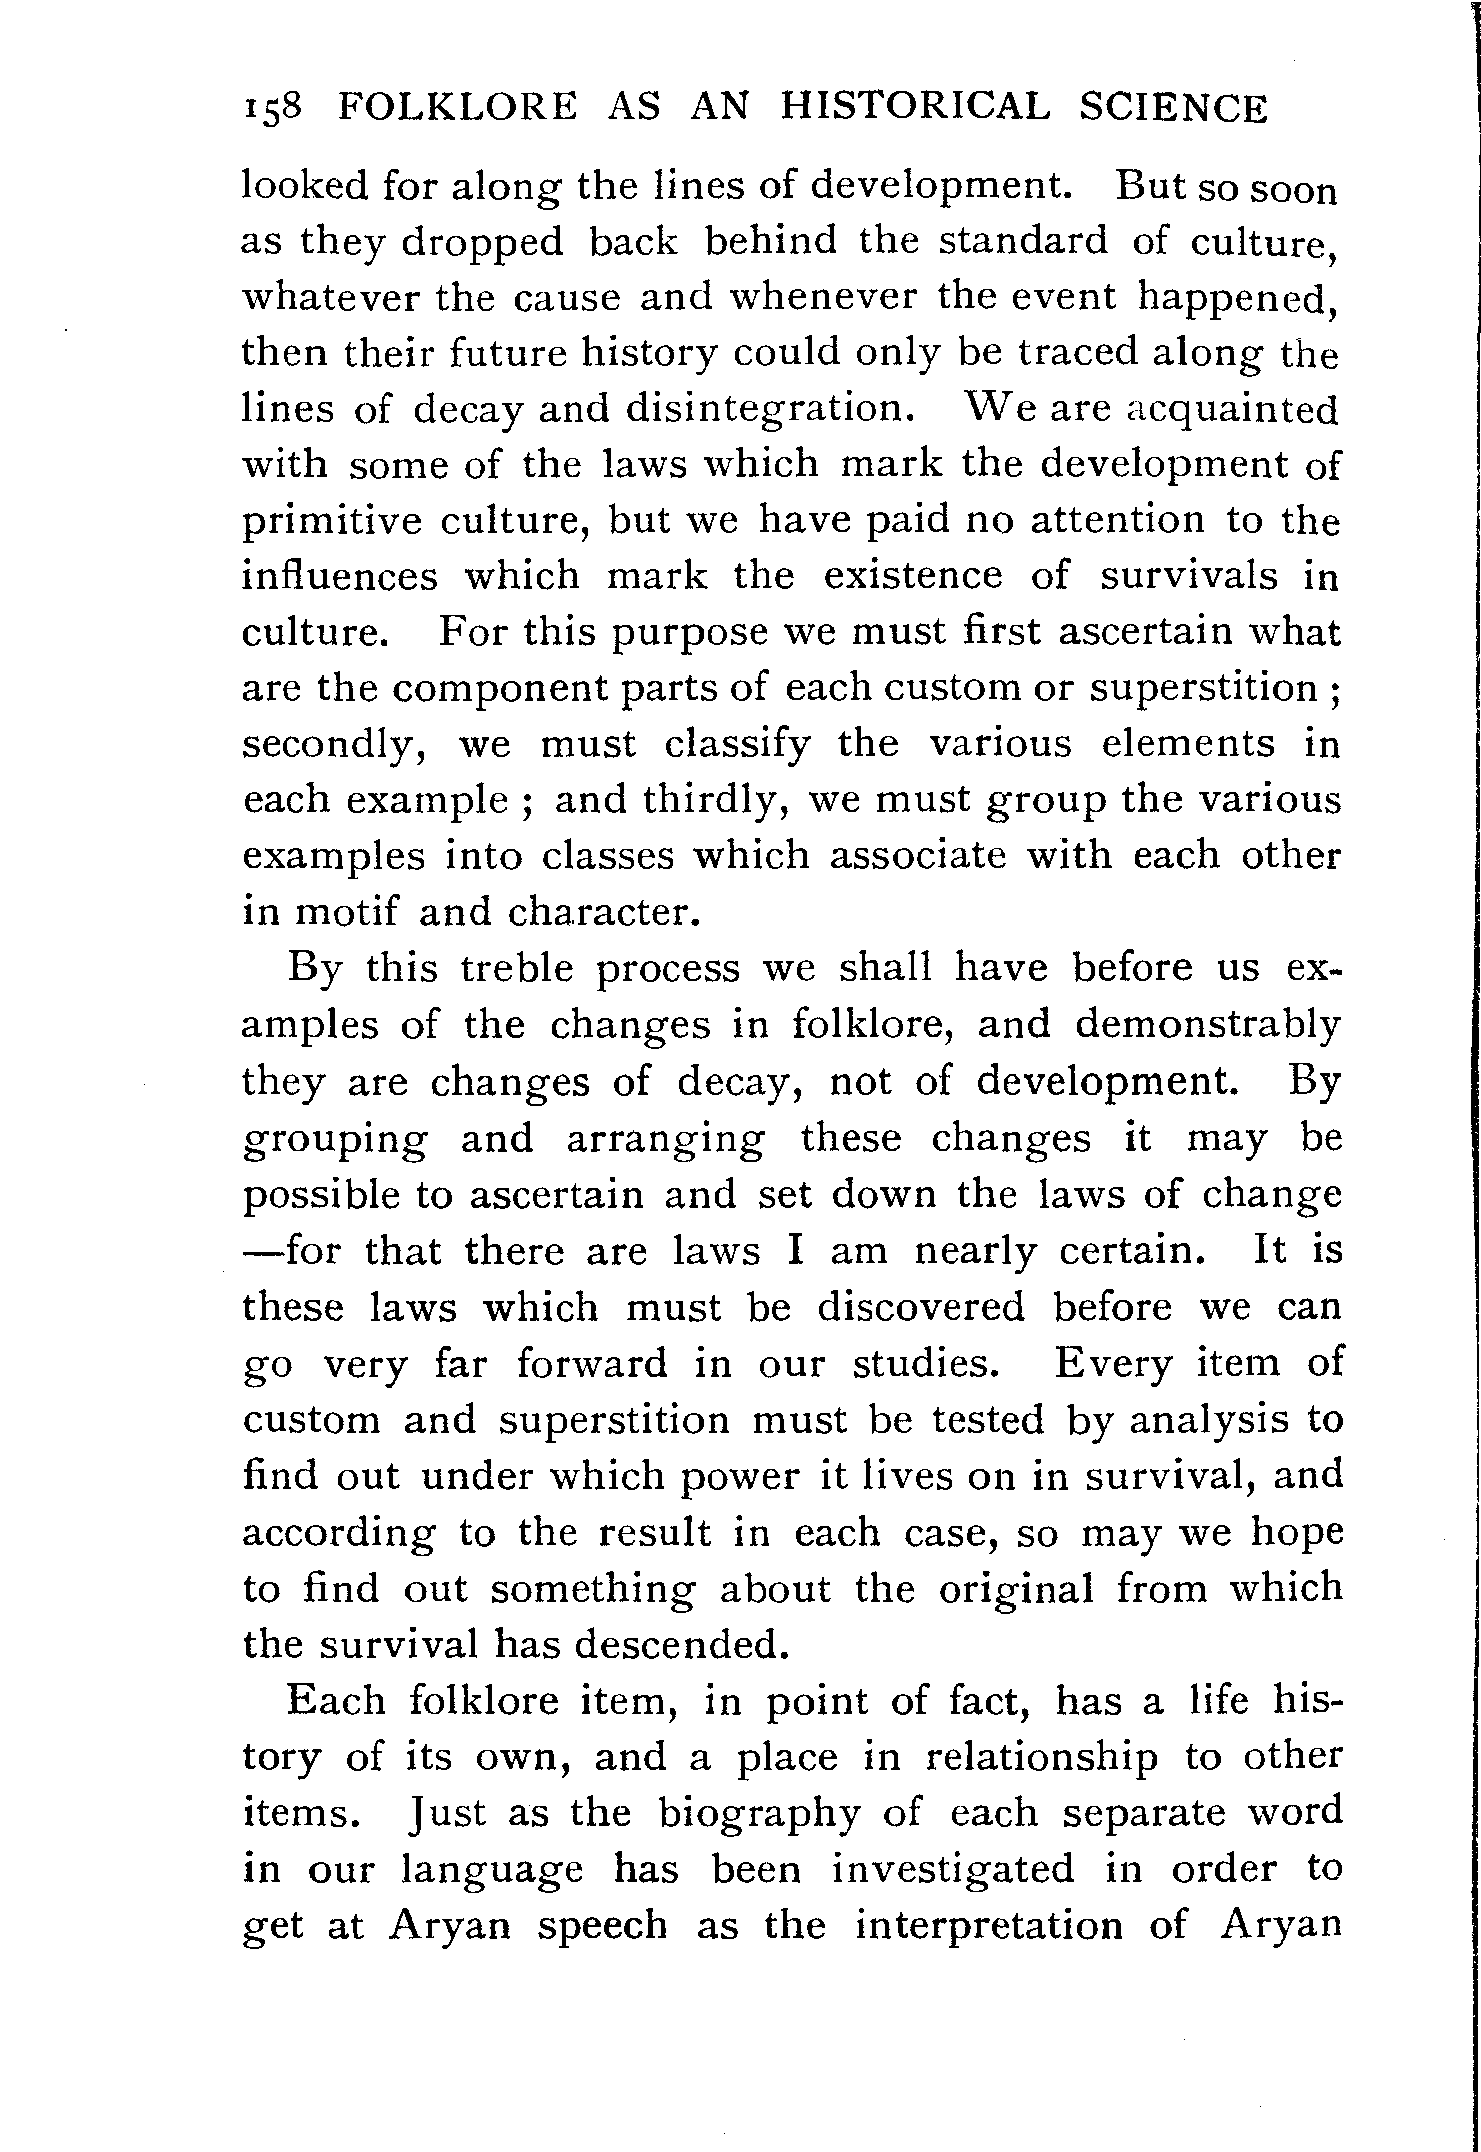 158 FOLKLORE AS AN HISTORICAL SCIENCE
looked for along the lines of development. But so soon
as they dropped back behind the standard of culture,
whatever the cause and whenever the event happened,
then their future history could only be traced along the
lines of decay and disintegration. We are acquainted
with some of the laws which mark the development of
primitive culture, but we have paid no attention to the
influences which mark the existence of survivals in
culture. For this purpose we must first ascertain what
are the component parts of each custom or superstition ;
secondly, we must classify the various elements in
each example ; and thirdly, we must group the various
examples into classes which associate with each other
in motif and character.
By this treble process we shall have before us ex-
amples of the changes in folklore, and demonstrably
they are changes of decay, not of development. By
grouping and arranging these changes it may be
possible to ascertain and set down the laws of change
—for that there are laws I am nearly certain. It is
these laws which must be discovered before we can
go very far forward in our studies. Every item of
custom and superstition must be tested by analysis to
find out under which power it lives on in survival, and
according to the result in each case, so may we hope
to find out something about the original from which
the survival has descended.
Each folklore item, in point of fact, has a life his-
tory of its own, and a place in relationship to other
items. Just as the biography of each separate word
in our language has been investigated in order to
get at Aryan speech as the interpretation of Aryan